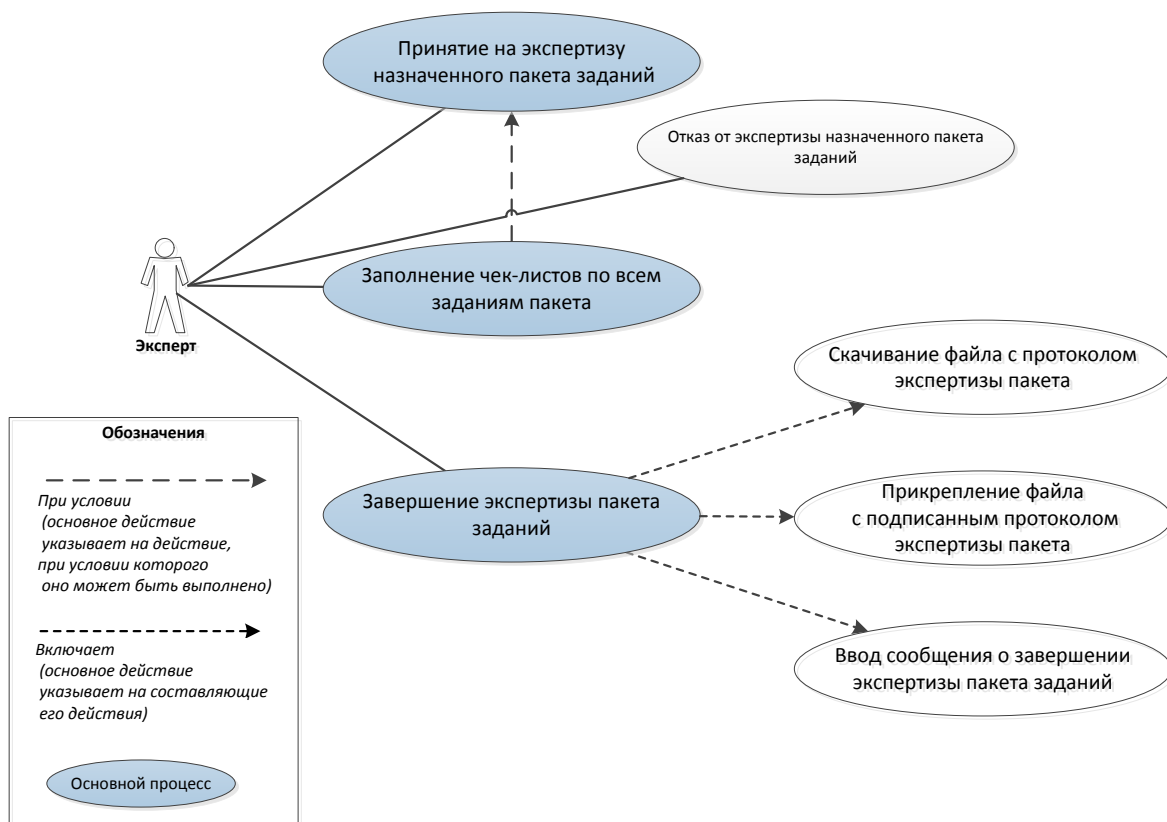 Принятие на экспертизу
назначенного пакета заданий
Отказ от экспертизы назначенного пакета
заданий
Заполнение чек-листов по всем
заданиям пакета
Эксперт
Скачивание файла с протоколом
экспертизы пакета
Завершение экспертизы пакета
заданий
Прикрепление файла
с подписанным протоколом
экспертизы пакета
Ввод сообщения о завершении
экспертизы пакета заданий
Обозначения
При условии
(основное действие
указывает на действие,
при условии которого
оно может быть выполнено)
Включает
(основное действие
указывает на составляющие
его действия)
Основной процесс